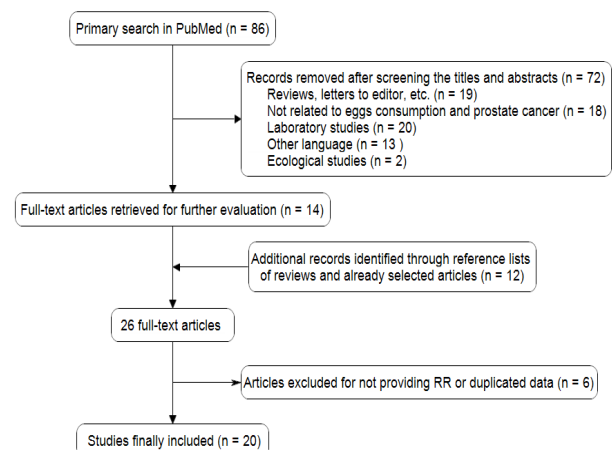 Primary search in PubMed (n = 86)
Records removed after screening the titles and abstracts (n = 72)
Reviews, letters to editor, etc. (n = 19)
Not related to eggs consumption and prostate cancer (n = 18)
Laboratory studies (n = 20)
Other language (n = 13 )
Ecological studies (n = 2)
Full-text articles retrieved for further evaluation (n = 14)
Additional records identified through reference lists
of reviews and already selected articles (n = 12)
26 full-text articles
Articles excluded for not providing RR or duplicated data (n = 6)
Studies finally included (n = 20)